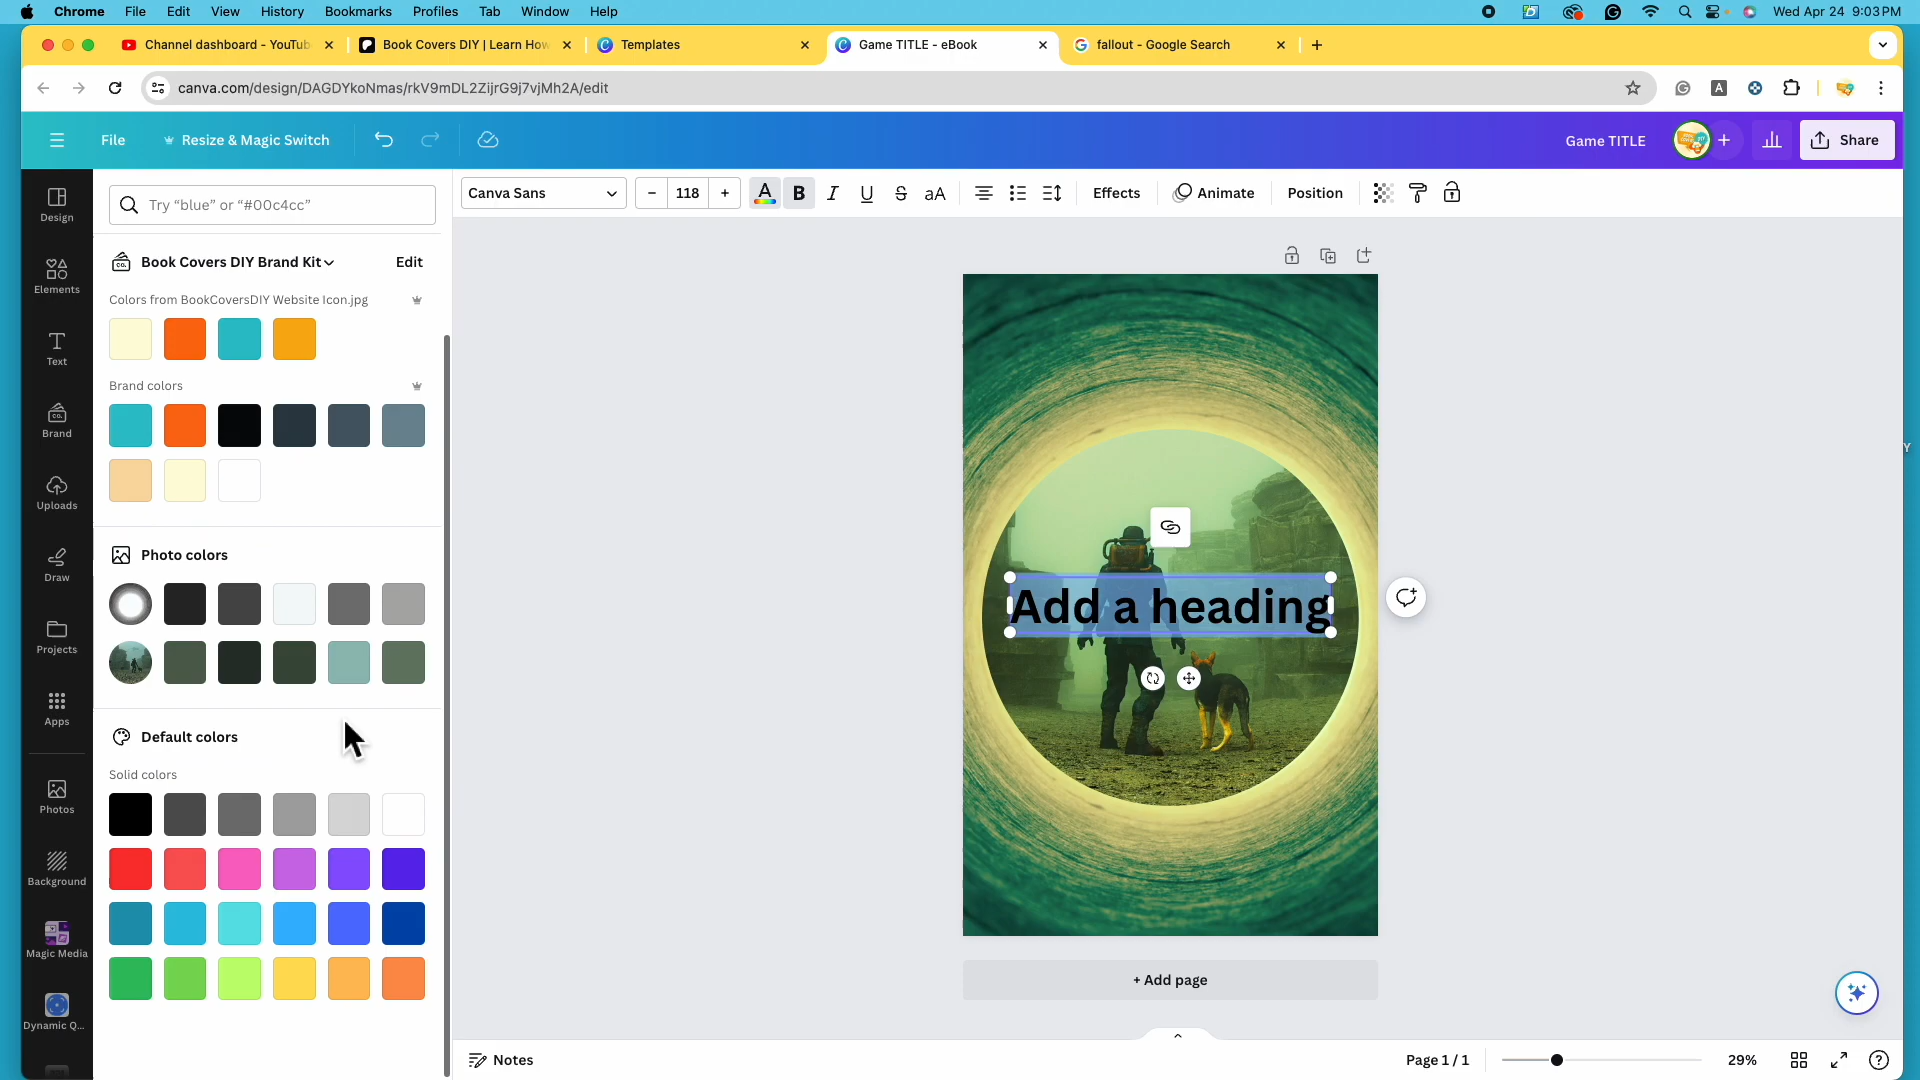 Chrome File Edit View History Bookmarks Profiles Tab Window Help Wed Apr 24 9:03 PM
Channel dashboard - YouTub Book Covers DIY | Learn How Templates Game TITLE - eBook fallout - Google Search
canva.com/design/DAGDYkoNmas/rkV9mDL2ZijrG9j7vjMh2A/edit
File Resize & Magic Switch Game TITLE Share
Canva Sans 118 A B I U S aA Effects Animate Position
Try “blue” or “#00c4cc”
Design
Elements
Text
Brand
Uploads
Draw
Projects
Apps
Photos
Background
Magic Media
Dynamic Q...
Book Covers DIY Brand Kit Edit
Colors from BookCoversDIY Website Icon.jpg
Brand colors
Photo colors
Default colors
Solid colors
Add a heading
+ Add page
Notes Page 1 / 1 29%